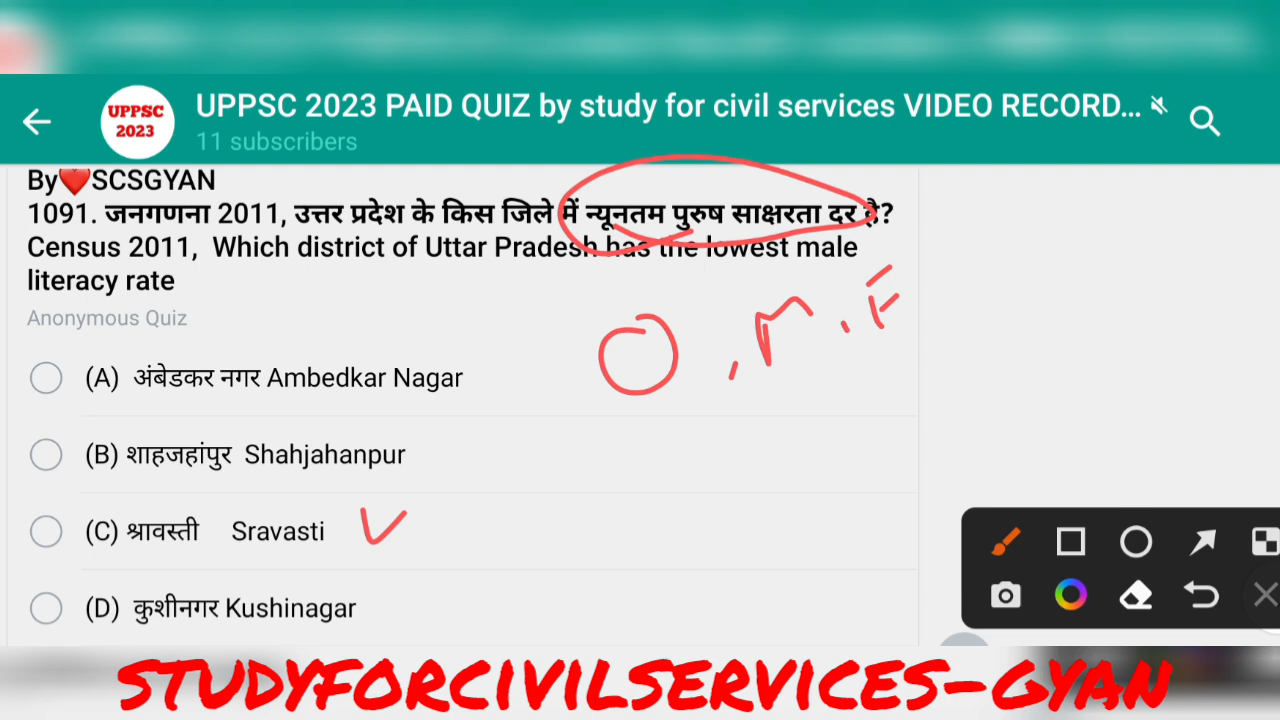 UPPSC
2023
UPPSC 2023 PAID QUIZ by study for civil services VIDEO RECORD...
11 subscribers
By❤️SCSGYAN
1091. जनगणना 2011, उत्तर प्रदेश के किस जिले में न्यूनतम पुरुष साक्षरता दर है?
Census 2011, Which district of Uttar Pradesh has the lowest male
literacy rate
Anonymous Quiz
O, M, F
(A) अंबेडकर नगर Ambedkar Nagar
(B) शाहजहांपुर Shahjahanpur
(C) श्रावस्ती Sravasti
(D) कुशीनगर Kushinagar
STUDYFORCIVILSERVICES-GYAN